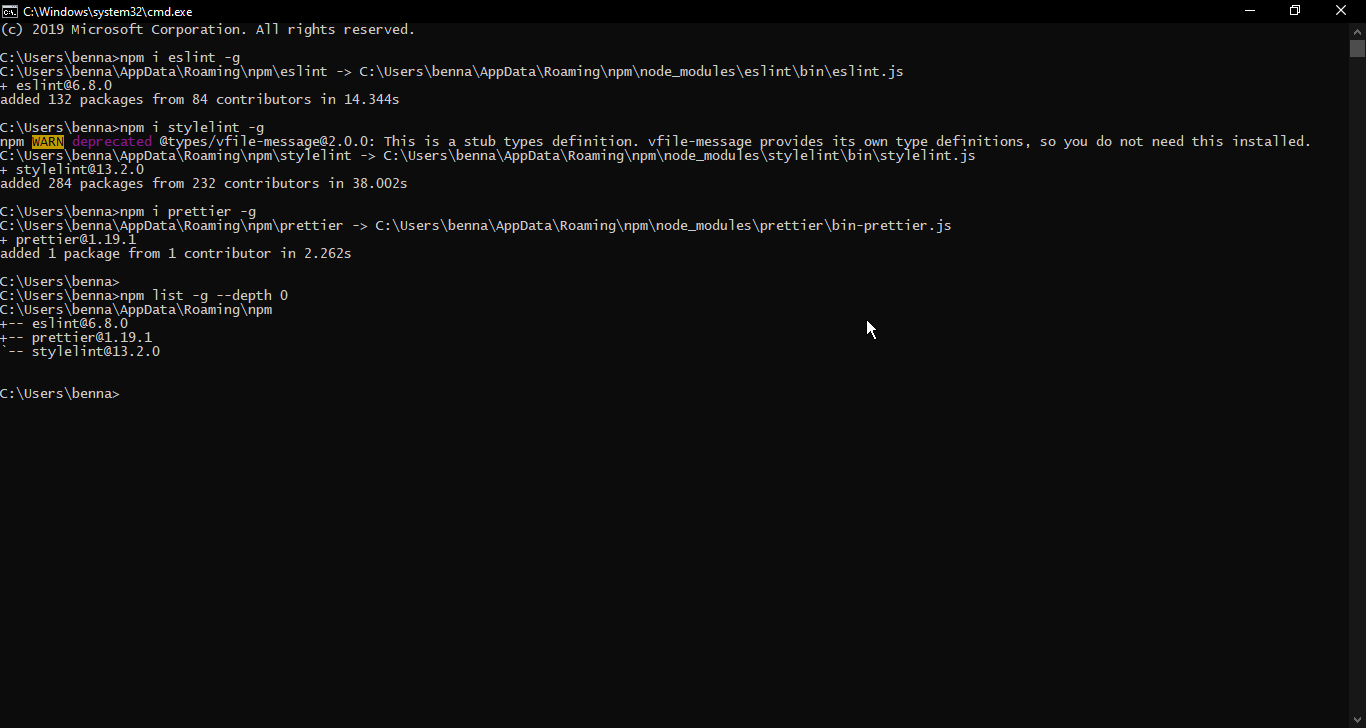 C:\Windows\system32\cmd.exe
(c) 2019 Microsoft Corporation. All rights reserved.
C:\Users\benna>npm i eslint -g
C:\Users\benna\AppData\Roaming\npm\eslint -> C:\Users\benna\AppData\Roaming\npm\node_modules\eslint\bin\eslint.js
+ eslint@6.8.0
added 132 packages from 84 contributors in 14.344s
C:\Users\benna>npm i stylelint -g
npm WARN deprecated @types/vfile-message@2.0.0: This is a stub types definition. vfile-message provides its own type definitions, so you do not need this installed.
C:\Users\benna\AppData\Roaming\npm\stylelint -> C:\Users\benna\AppData\Roaming\npm\node_modules\stylelint\bin\stylelint.js
+ stylelint@13.2.0
added 284 packages from 232 contributors in 38.002s
C:\Users\benna>npm i prettier -g
C:\Users\benna\AppData\Roaming\npm\prettier -> C:\Users\benna\AppData\Roaming\npm\node_modules\prettier\bin-prettier.js
+ prettier@1.19.1
added 1 package from 1 contributor in 2.262s
C:\Users\benna>
C:\Users\benna>npm list -g --depth 0
C:\Users\benna\AppData\Roaming\npm
+-- eslint@6.8.0
+-- prettier@1.19.1
`-- stylelint@13.2.0
C:\Users\benna>